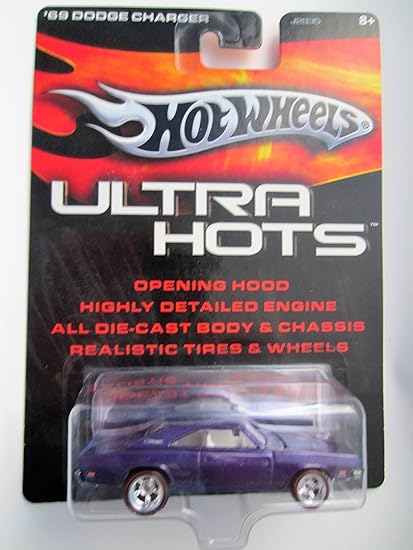 '69 DODGE CHARGER
8+
HOT WHEELS
ULTRA
HOTS™
OPENING HOOD
HIGHLY DETAILED ENGINE
ALL DIE-CAST BODY & CHASSIS
REALISTIC TIRES & WHEELS